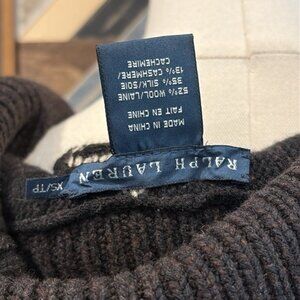 RALPH LAUREN
XS/TP
MADE IN CHINA
FAIT EN CHINE
52% WOOL/LAINE
35% SILK/SOIE
13% CASHMERE/
CACHEMIRE